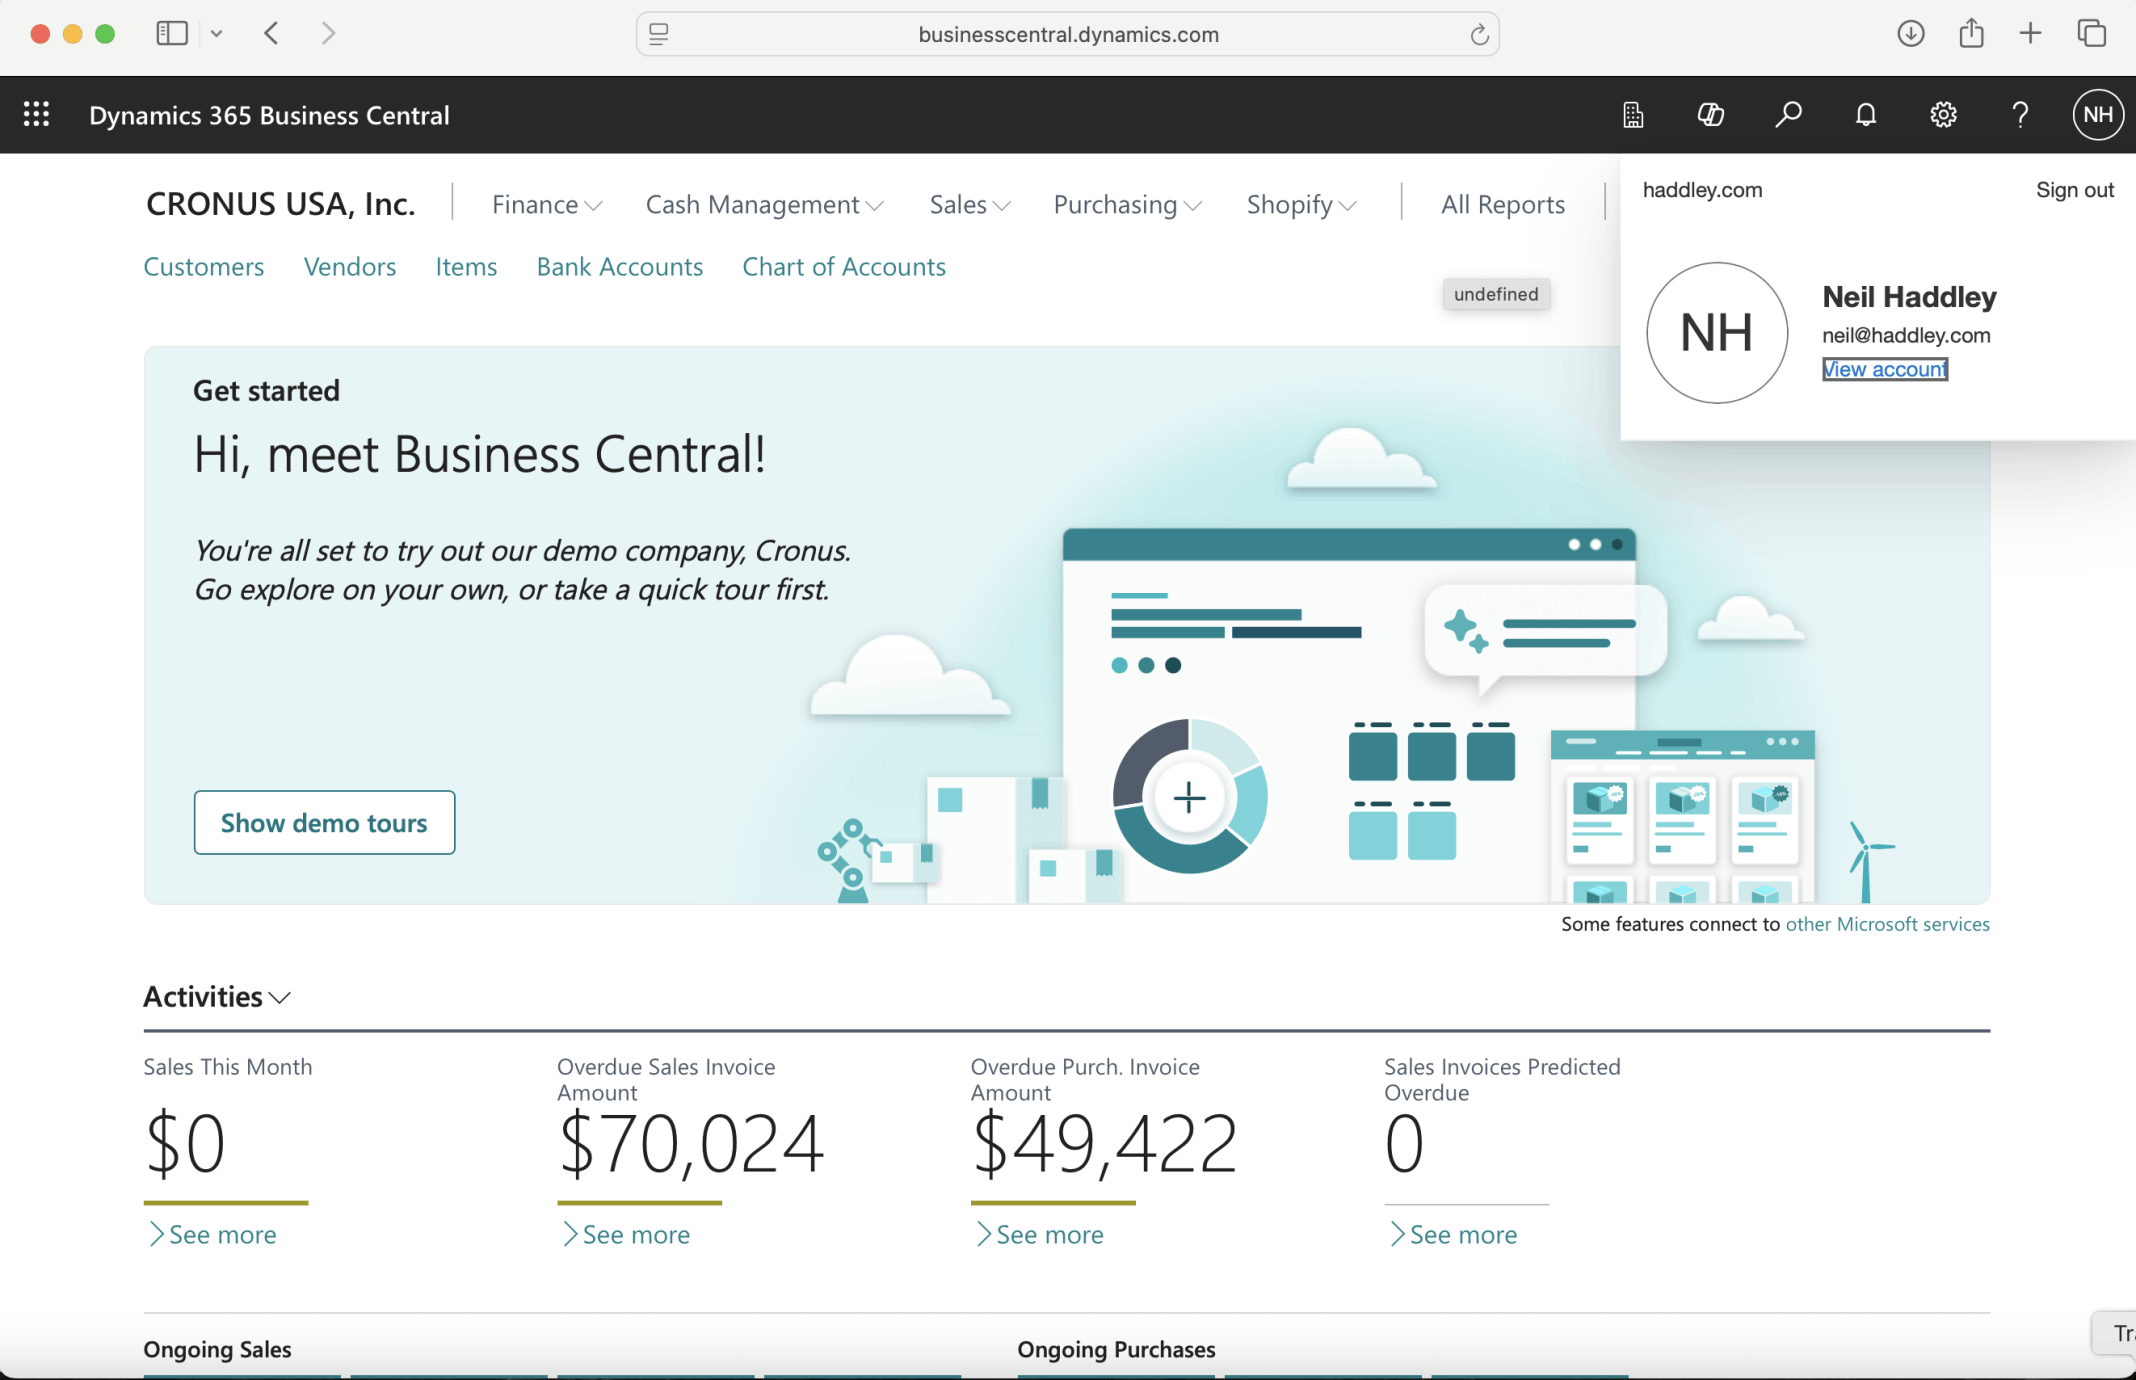 businesscentral.dynamics.com
Dynamics 365 Business Central
NH
CRONUS USA, Inc.
Finance
Cash Management
Sales
Purchasing
Shopify
All Reports
haddley.com
Sign out
Customers
Vendors
Items
Bank Accounts
Chart of Accounts
undefined
NH
Neil Haddley
neil@haddley.com
View account
Get started
Hi, meet Business Central!
You're all set to try out our demo company, Cronus.
Go explore on your own, or take a quick tour first.
Show demo tours
Some features connect to other Microsoft services
Activities
Sales This Month
$0
See more
Overdue Sales Invoice
Amount
$70,024
See more
Overdue Purch. Invoice
Amount
$49,422
See more
Sales Invoices Predicted
Overdue
0
See more
Ongoing Sales
Ongoing Purchases